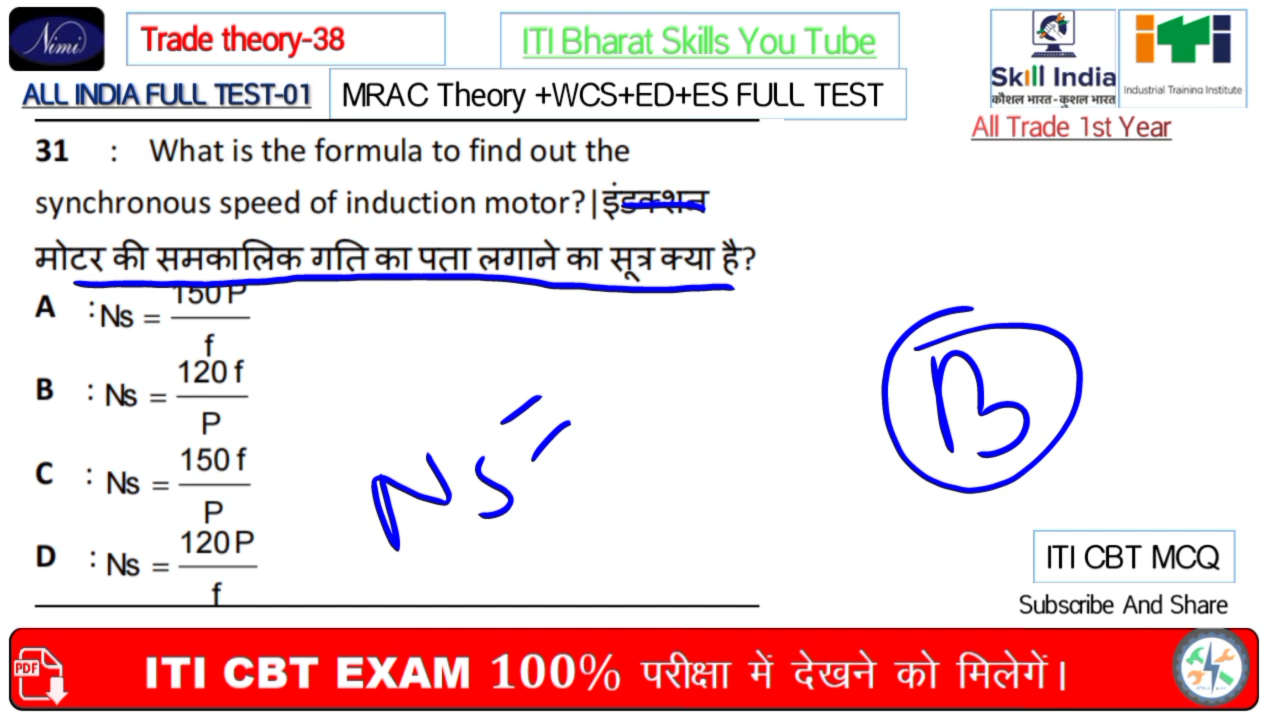 Nimi
Trade theory-38
ITI Bharat Skills You Tube
ALL INDIA FULL TEST-01
MRAC Theory +WCS+ED+ES FULL TEST
Skill India
कौशल भारत-कुशल भारत
iTi
Industrial Training Institute
All Trade 1st Year
31 : What is the formula to find out the
synchronous speed of induction motor?|इंडक्शन
मोटर की समकालिक गति का पता लगाने का सूत्र क्या है?
A : Ns = 150 P / f
B : Ns = 120 f / P
C : Ns = 150 f / P
D : Ns = 120 P / f
Ns =
B
ITI CBT MCQ
Subscribe And Share
PDF
ITI CBT EXAM 100% परीक्षा में देखने को मिलेगें।